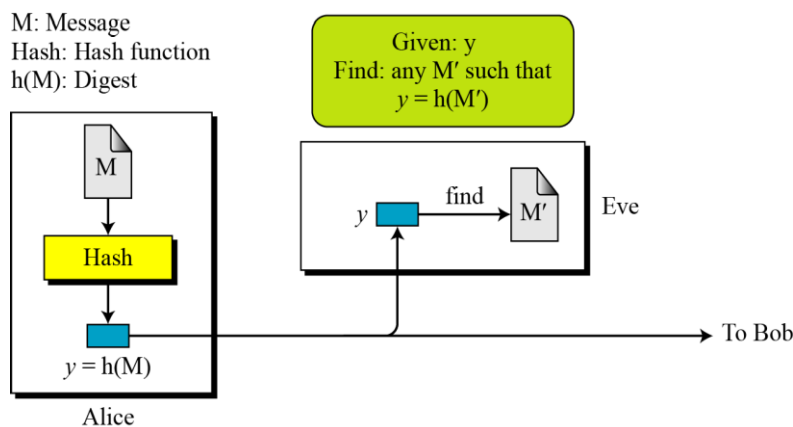 M: Message
Hash: Hash function
h(M): Digest
Given: y
Find: any M′ such that
y = h(M′)
M
Hash
y = h(M)
Alice
y
find
M′
Eve
To Bob